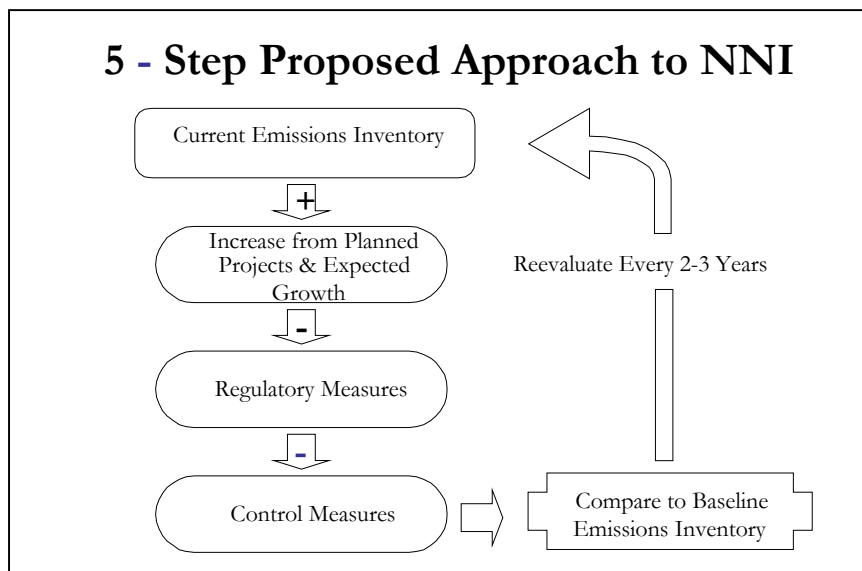 5 - Step Proposed Approach to NNI
Current Emissions Inventory
+
Increase from Planned
Projects & Expected
Growth
-
Regulatory Measures
-
Control Measures
Compare to Baseline
Emissions Inventory
Reevaluate Every 2-3 Years